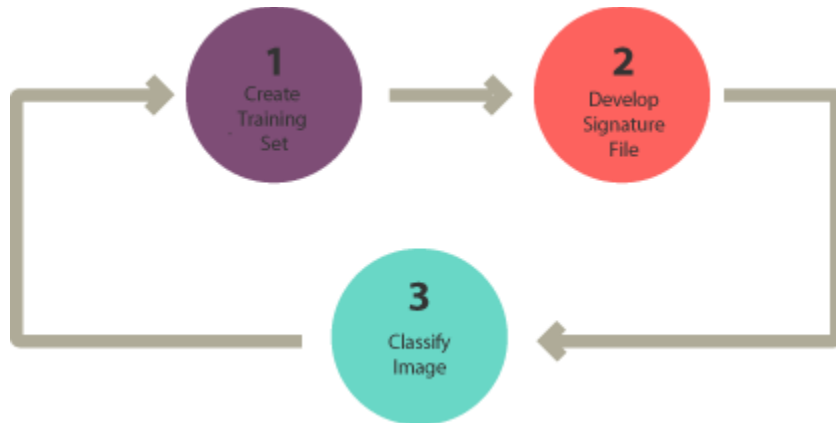 1
Create
Training
Set
2
Develop
Signature
File
3
Classify
Image